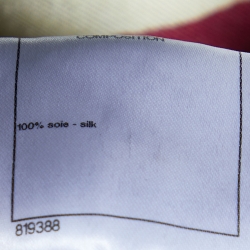 COMPOSITION
100% soie - silk
819388